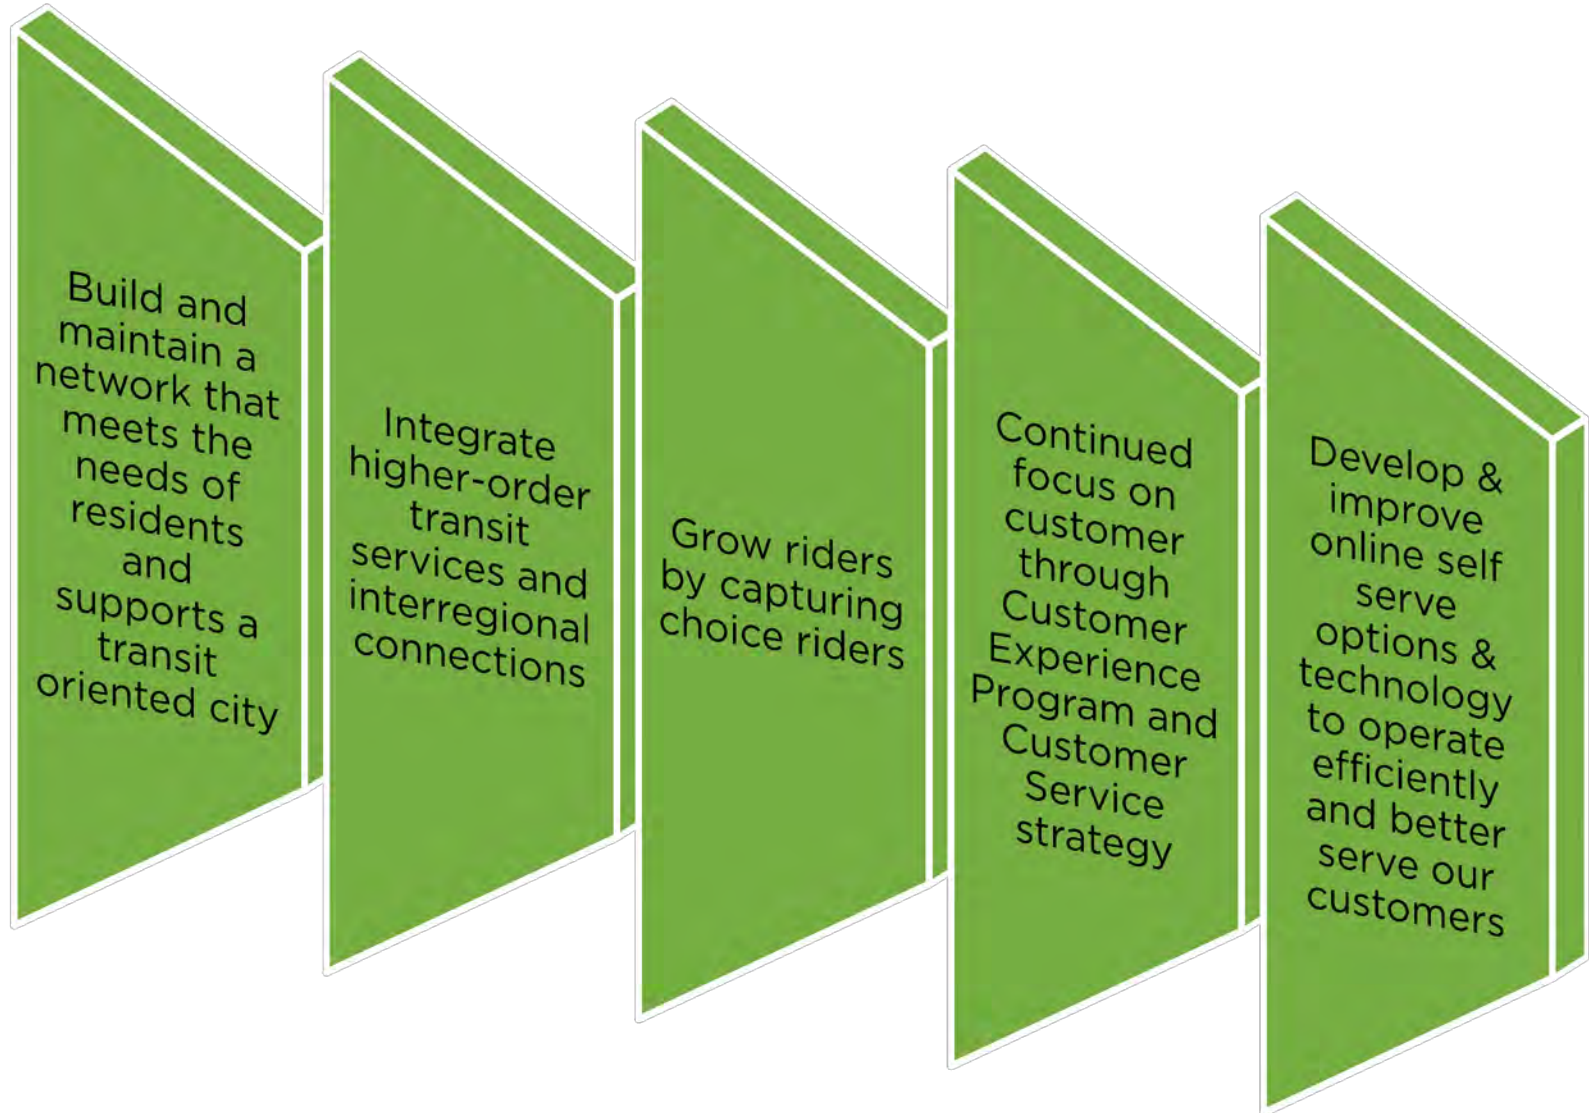 Build and
maintain a
network that
meets the
needs of
residents
and
supports a
transit
oriented city
Integrate
higher-order
transit
services and
interregional
connections
Grow riders
by capturing
choice riders
Continued
focus on
customer
through
Customer
Experience
Program and
Customer
Service
strategy
Develop &
improve
online self
serve
options &
technology
to operate
efficiently
and better
serve our
customers